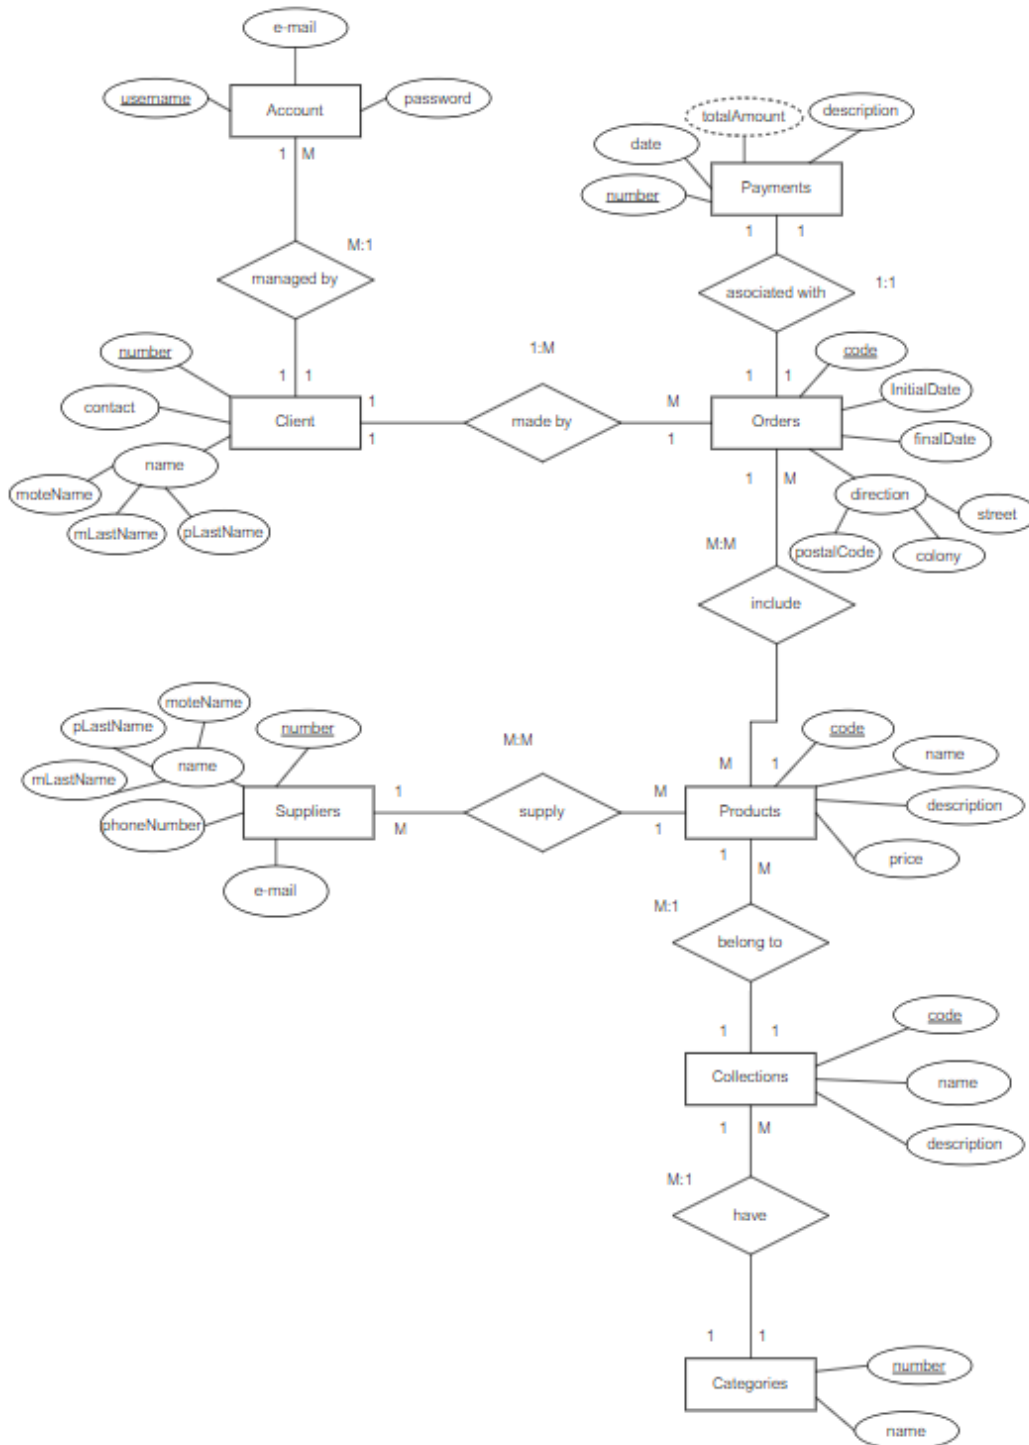 e-mail
username
Account
password
1 M
totalAmount
description
date
number
Payments
1 1
M:1
managed by
asociated with
1:1
number
1 1
1:M
1 1
code
InitialDate
contact
Client
1
1
made by
M
1
Orders
finalDate
name
moteName
mLastName
pLastName
1 M
direction
street
postalCode
colony
M:M
include
moteName
pLastName
number
code
name
mLastName
M:M
M 1
name
phoneNumber
Suppliers
1
M
supply
M
1
Products
description
price
e-mail
1 M
M:1
belong to
code
1 1
Collections
name
description
1 M
M:1
have
1 1
Categories
number
name